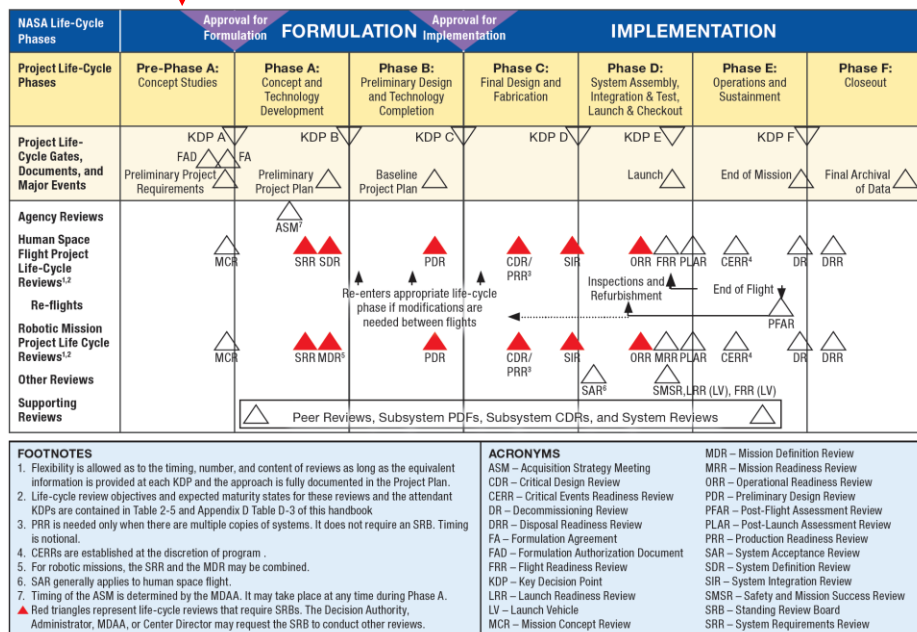 NASA Life-Cycle
Phases
Approval for
Formulation
FORMULATION
Approval for
Implementation
IMPLEMENTATION
Project Life-Cycle
Phases
Pre-Phase A:
Concept Studies
Phase A:
Concept and
Technology
Development
Phase B:
Preliminary Design
and Technology
Completion
Phase C:
Final Design and
Fabrication
Phase D:
System Assembly,
Integration & Test,
Launch & Checkout
Phase E:
Operations and
Sustainment
Phase F:
Closeout
Project Life-
Cycle Gates,
Documents, and
Major Events
KDP A
KDP B
KDP C
KDP D
KDP E
KDP F
FAD
FA
Preliminary Project
Requirements
Preliminary
Project Plan
Baseline
Project Plan
Launch
End of Mission
Final Archival
of Data
Agency Reviews
ASM7
Human Space
Flight Project
Life-Cycle
Reviews1,2
MCR
SRR
SDR
PDR
CDR/
PRR3
SIR
ORR
FRR
PLAR
CERR4
DR
DRR
Re-flights
Re-enters appropriate life-cycle
phase if modifications are
needed between flights
Inspections and
Refurbishment
End of Flight
PFAR
Robotic Mission
Project Life Cycle
Reviews1,2
MCR
SRR
MDR5
PDR
CDR/
PRR3
SIR
ORR
MRR
PLAR
CERR4
DR
DRR
Other Reviews
SAR6
SMSR,LRR (LV), FRR (LV)
Supporting
Reviews
Peer Reviews, Subsystem PDFs, Subsystem CDRs, and System Reviews
FOOTNOTES
1. Flexibility is allowed as to the timing, number, and content of reviews as long as the equivalent
information is provided at each KDP and the approach is fully documented in the Project Plan.
2. Life-cycle review objectives and expected maturity states for these reviews and the attendant
KDPs are contained in Table 2-5 and Appendix D Table D-3 of this handbook
3. PRR is needed only when there are multiple copies of systems. It does not require an SRB. Timing
is notional.
4. CERRs are established at the discretion of program .
5. For robotic missions, the SRR and the MDR may be combined.
6. SAR generally applies to human space flight.
7. Timing of the ASM is determined by the MDAA. It may take place at any time during Phase A.
Red triangles represent life-cycle reviews that require SRBs. The Decision Authority,
Administrator, MDAA, or Center Director may request the SRB to conduct other reviews.
ACRONYMS
ASM – Acquisition Strategy Meeting
CDR – Critical Design Review
CERR – Critical Events Readiness Review
DR – Decommissioning Review
DRR – Disposal Readiness Review
FA – Formulation Agreement
FAD – Formulation Authorization Document
FRR – Flight Readiness Review
KDP – Key Decision Point
LRR – Launch Readiness Review
LV – Launch Vehicle
MCR – Mission Concept Review
MDR – Mission Definition Review
MRR – Mission Readiness Review
ORR – Operational Readiness Review
PDR – Preliminary Design Review
PFAR – Post-Flight Assessment Review
PLAR – Post-Launch Assessment Review
PRR – Production Readiness Review
SAR – System Acceptance Review
SDR – System Definition Review
SIR – System Integration Review
SMSR – Safety and Mission Success Review
SRB – Standing Review Board
SRR – System Requirements Review